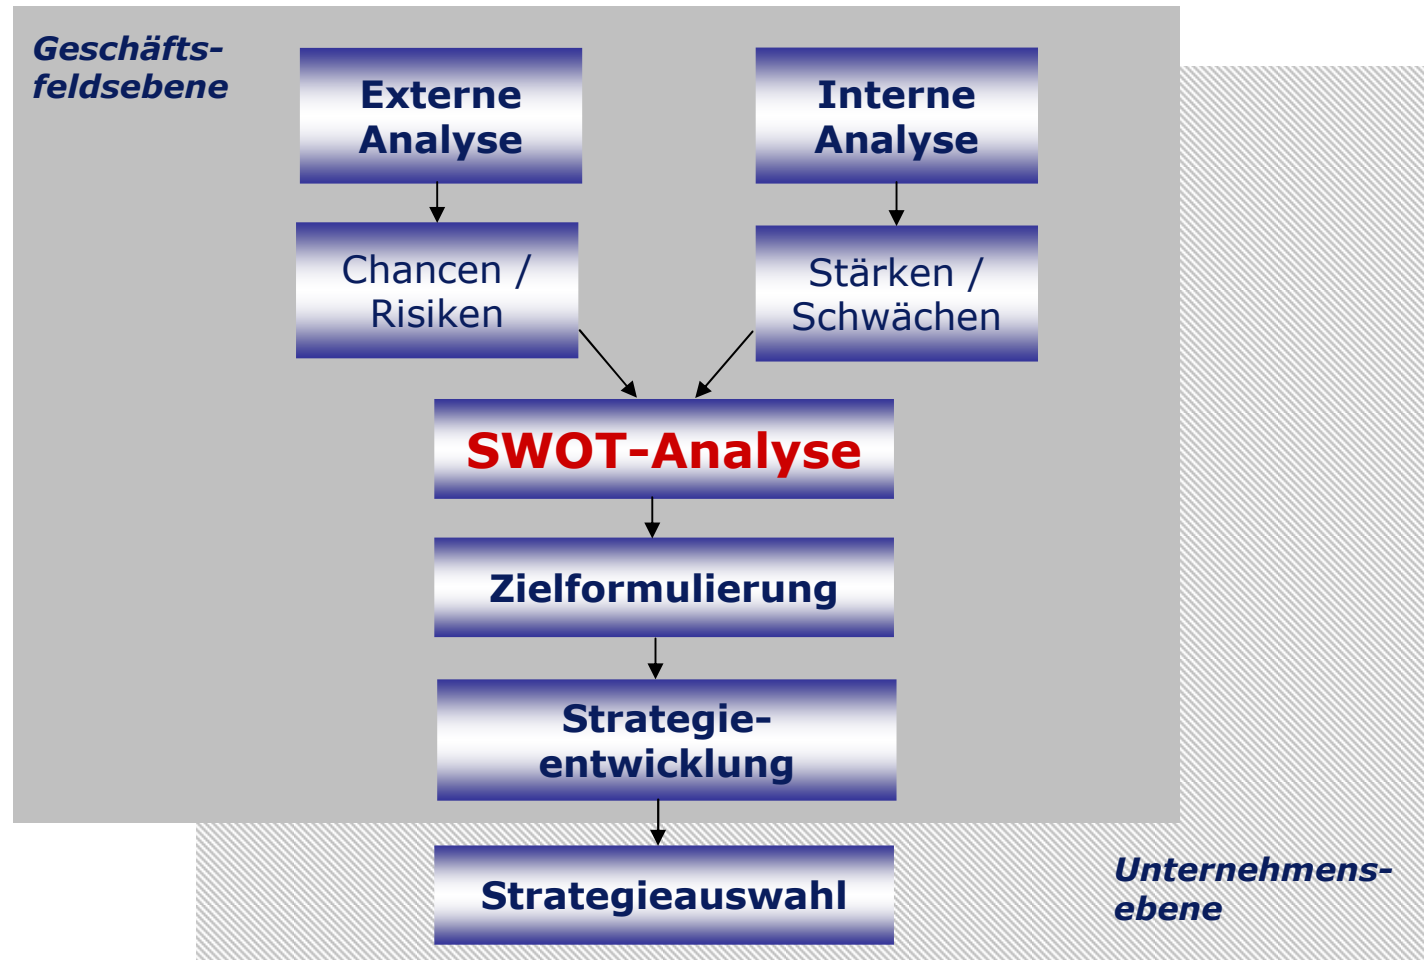 Geschäfts-
feldsebene
Externe
Analyse
Interne
Analyse
Chancen /
Risiken
Stärken /
Schwächen
SWOT-Analyse
Zielformulierung
Strategie-
entwicklung
Strategieauswahl
Unternehmens-
ebene